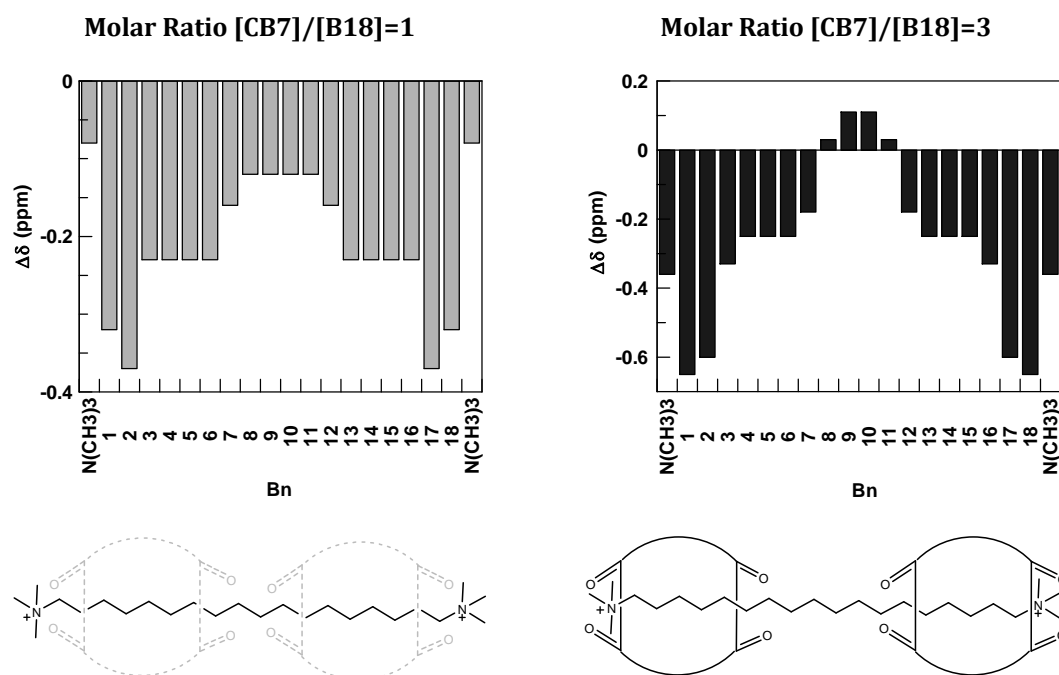 Molar Ratio [CB7]/[B18]=1
0
-0.2
-0.4
Δδ (ppm)
N(CH3)3
1
2
3
4
5
6
7
8
9
10
11
12
13
14
15
16
17
18
N(CH3)3
Bn
O
O
O
O
O
O
O
O
N
+
N
+
Molar Ratio [CB7]/[B18]=3
0.2
0
-0.2
-0.4
-0.6
Δδ (ppm)
N(CH3)3
1
2
3
4
5
6
7
8
9
10
11
12
13
14
15
16
17
18
N(CH3)3
Bn
O
O
O
O
O
O
O
O
N
+
N
+